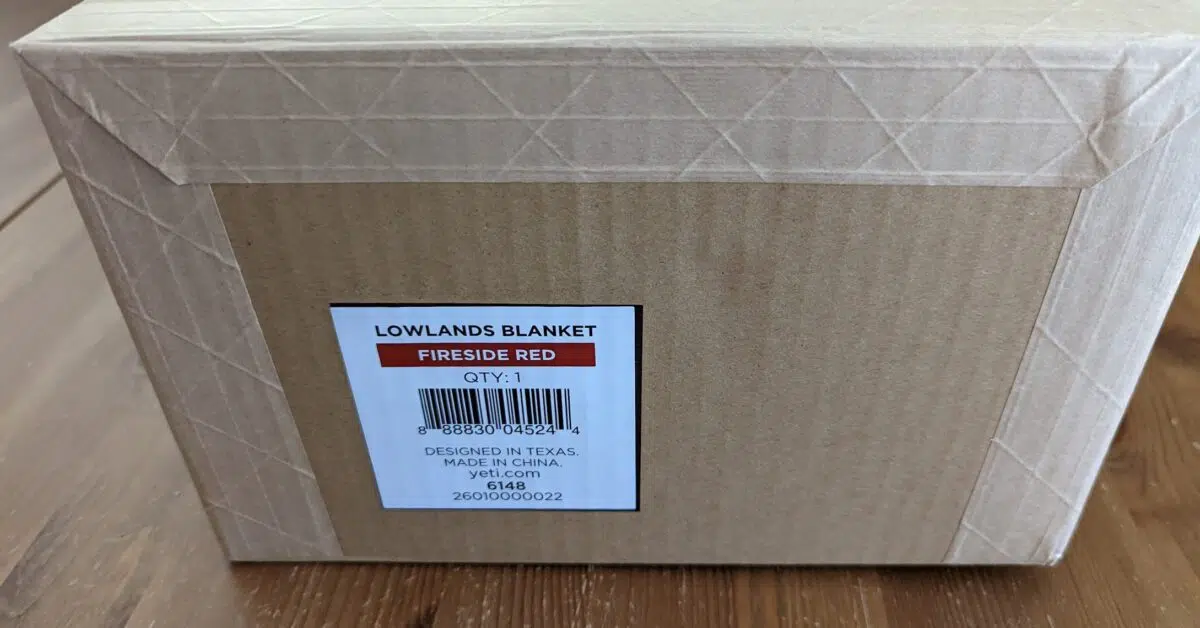 LOWLANDS BLANKET
FIRESIDE RED
QTY: 1
8 88830 04524 4
DESIGNED IN TEXAS.
MADE IN CHINA.
yeti.com
6148
26010000022